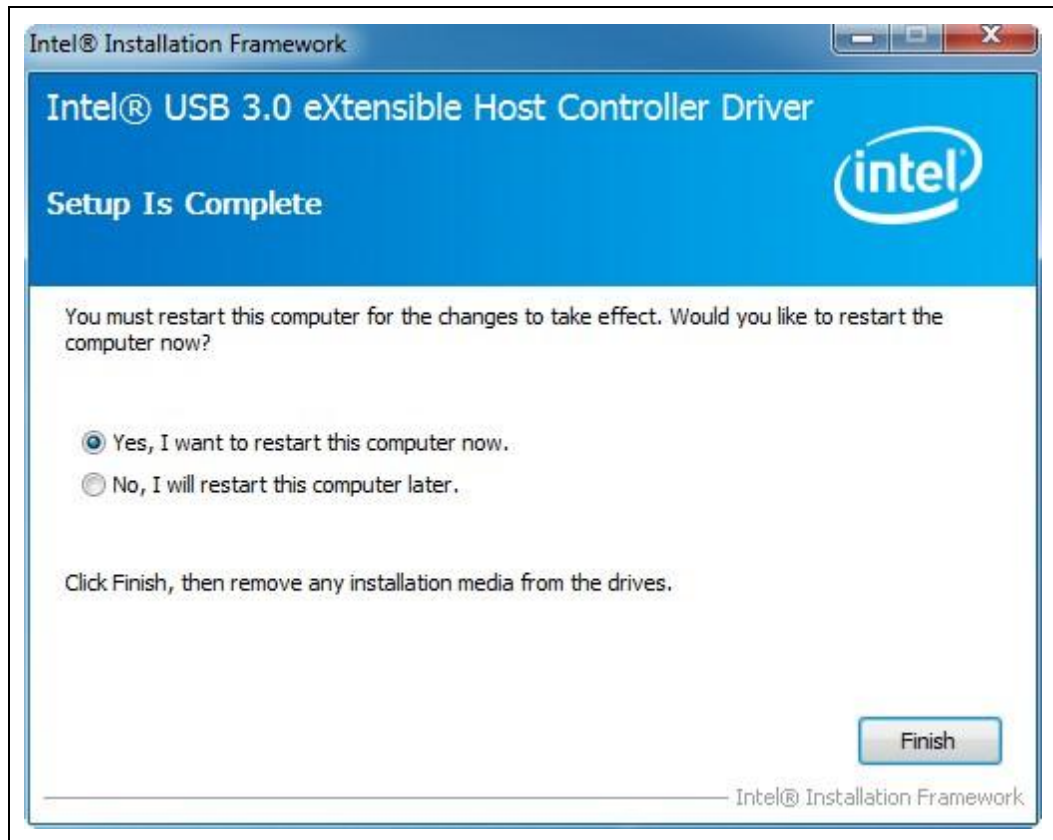 Intel® Installation Framework
Intel® USB 3.0 eXtensible Host Controller Driver
intel
Setup Is Complete
You must restart this computer for the changes to take effect. Would you like to restart the
computer now?
Yes, I want to restart this computer now.
No, I will restart this computer later.
Click Finish, then remove any installation media from the drives.
Finish
Intel® Installation Framework